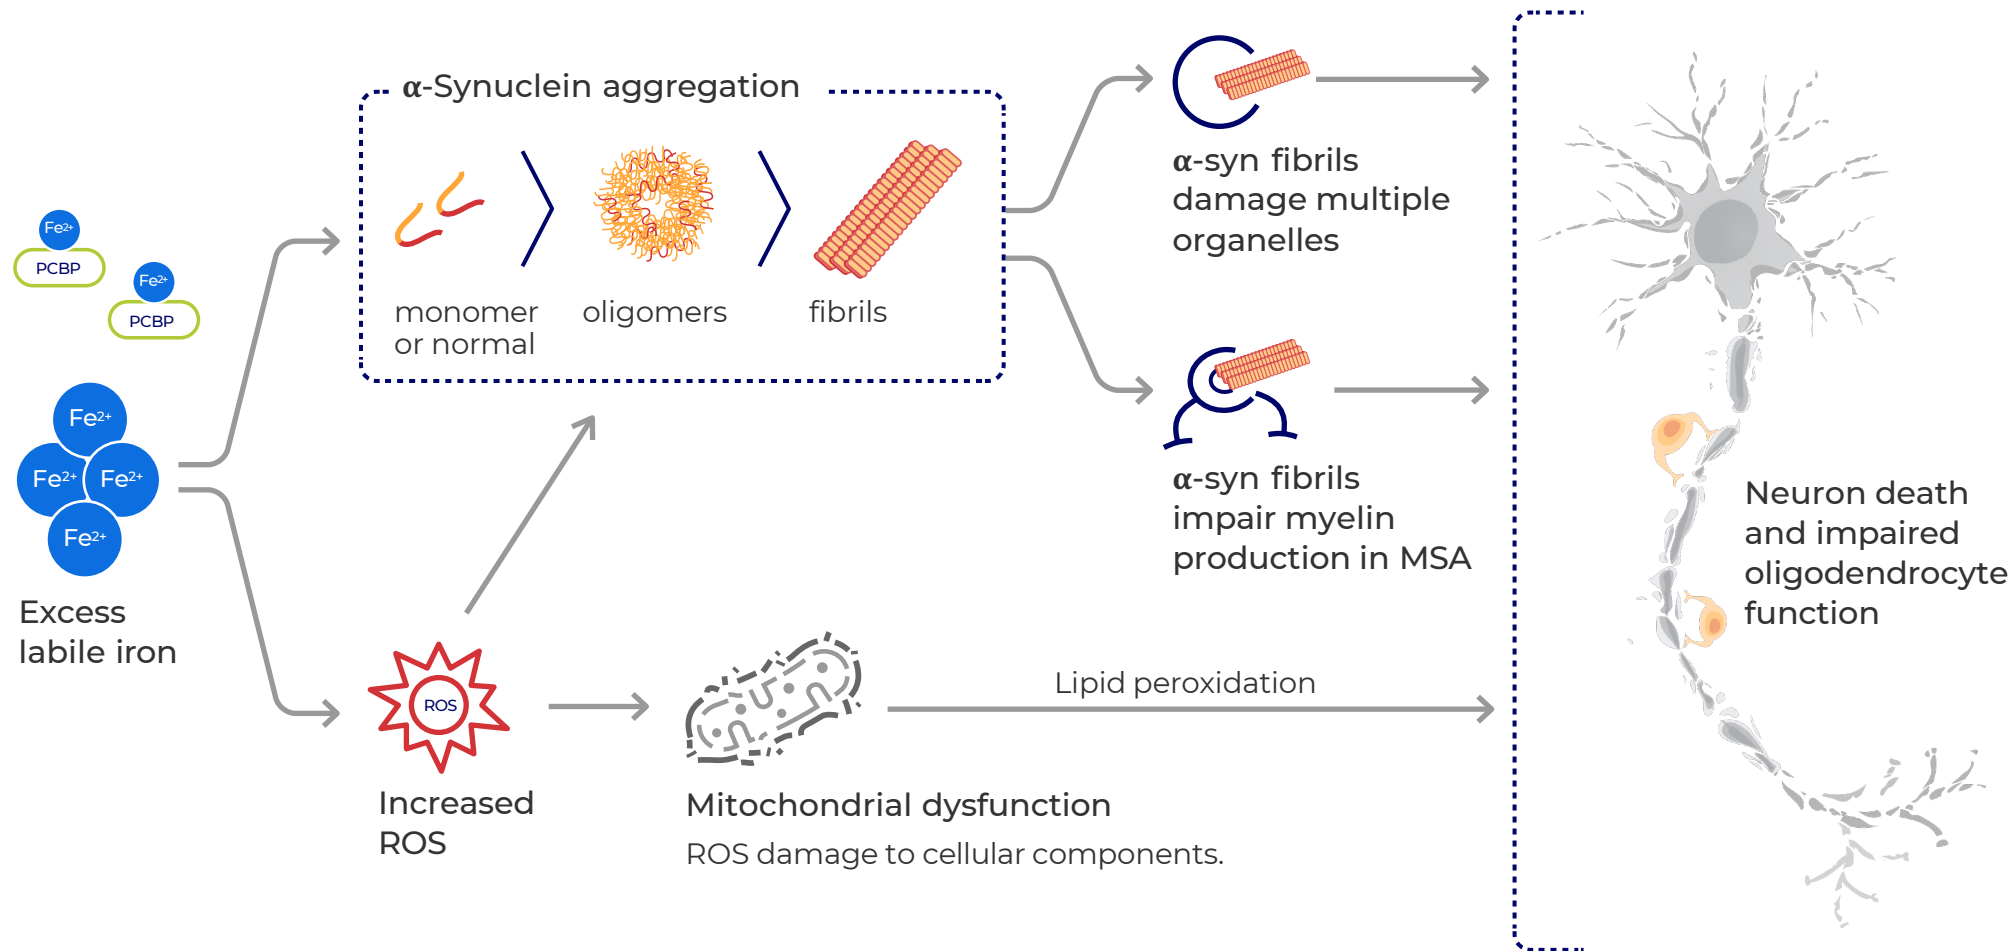 Fe²⁺
PCBP
Fe²⁺
PCBP
Fe²⁺
Fe²⁺
Fe²⁺
Fe²⁺
Excess
labile iron
α-Synuclein aggregation
monomer
or normal
oligomers
fibrils
α-syn fibrils
damage multiple
organelles
α-syn fibrils
impair myelin
production in MSA
ROS
Increased
ROS
Mitochondrial dysfunction
ROS damage to cellular components.
Lipid peroxidation
Neuron death
and impaired
oligodendrocyte
function